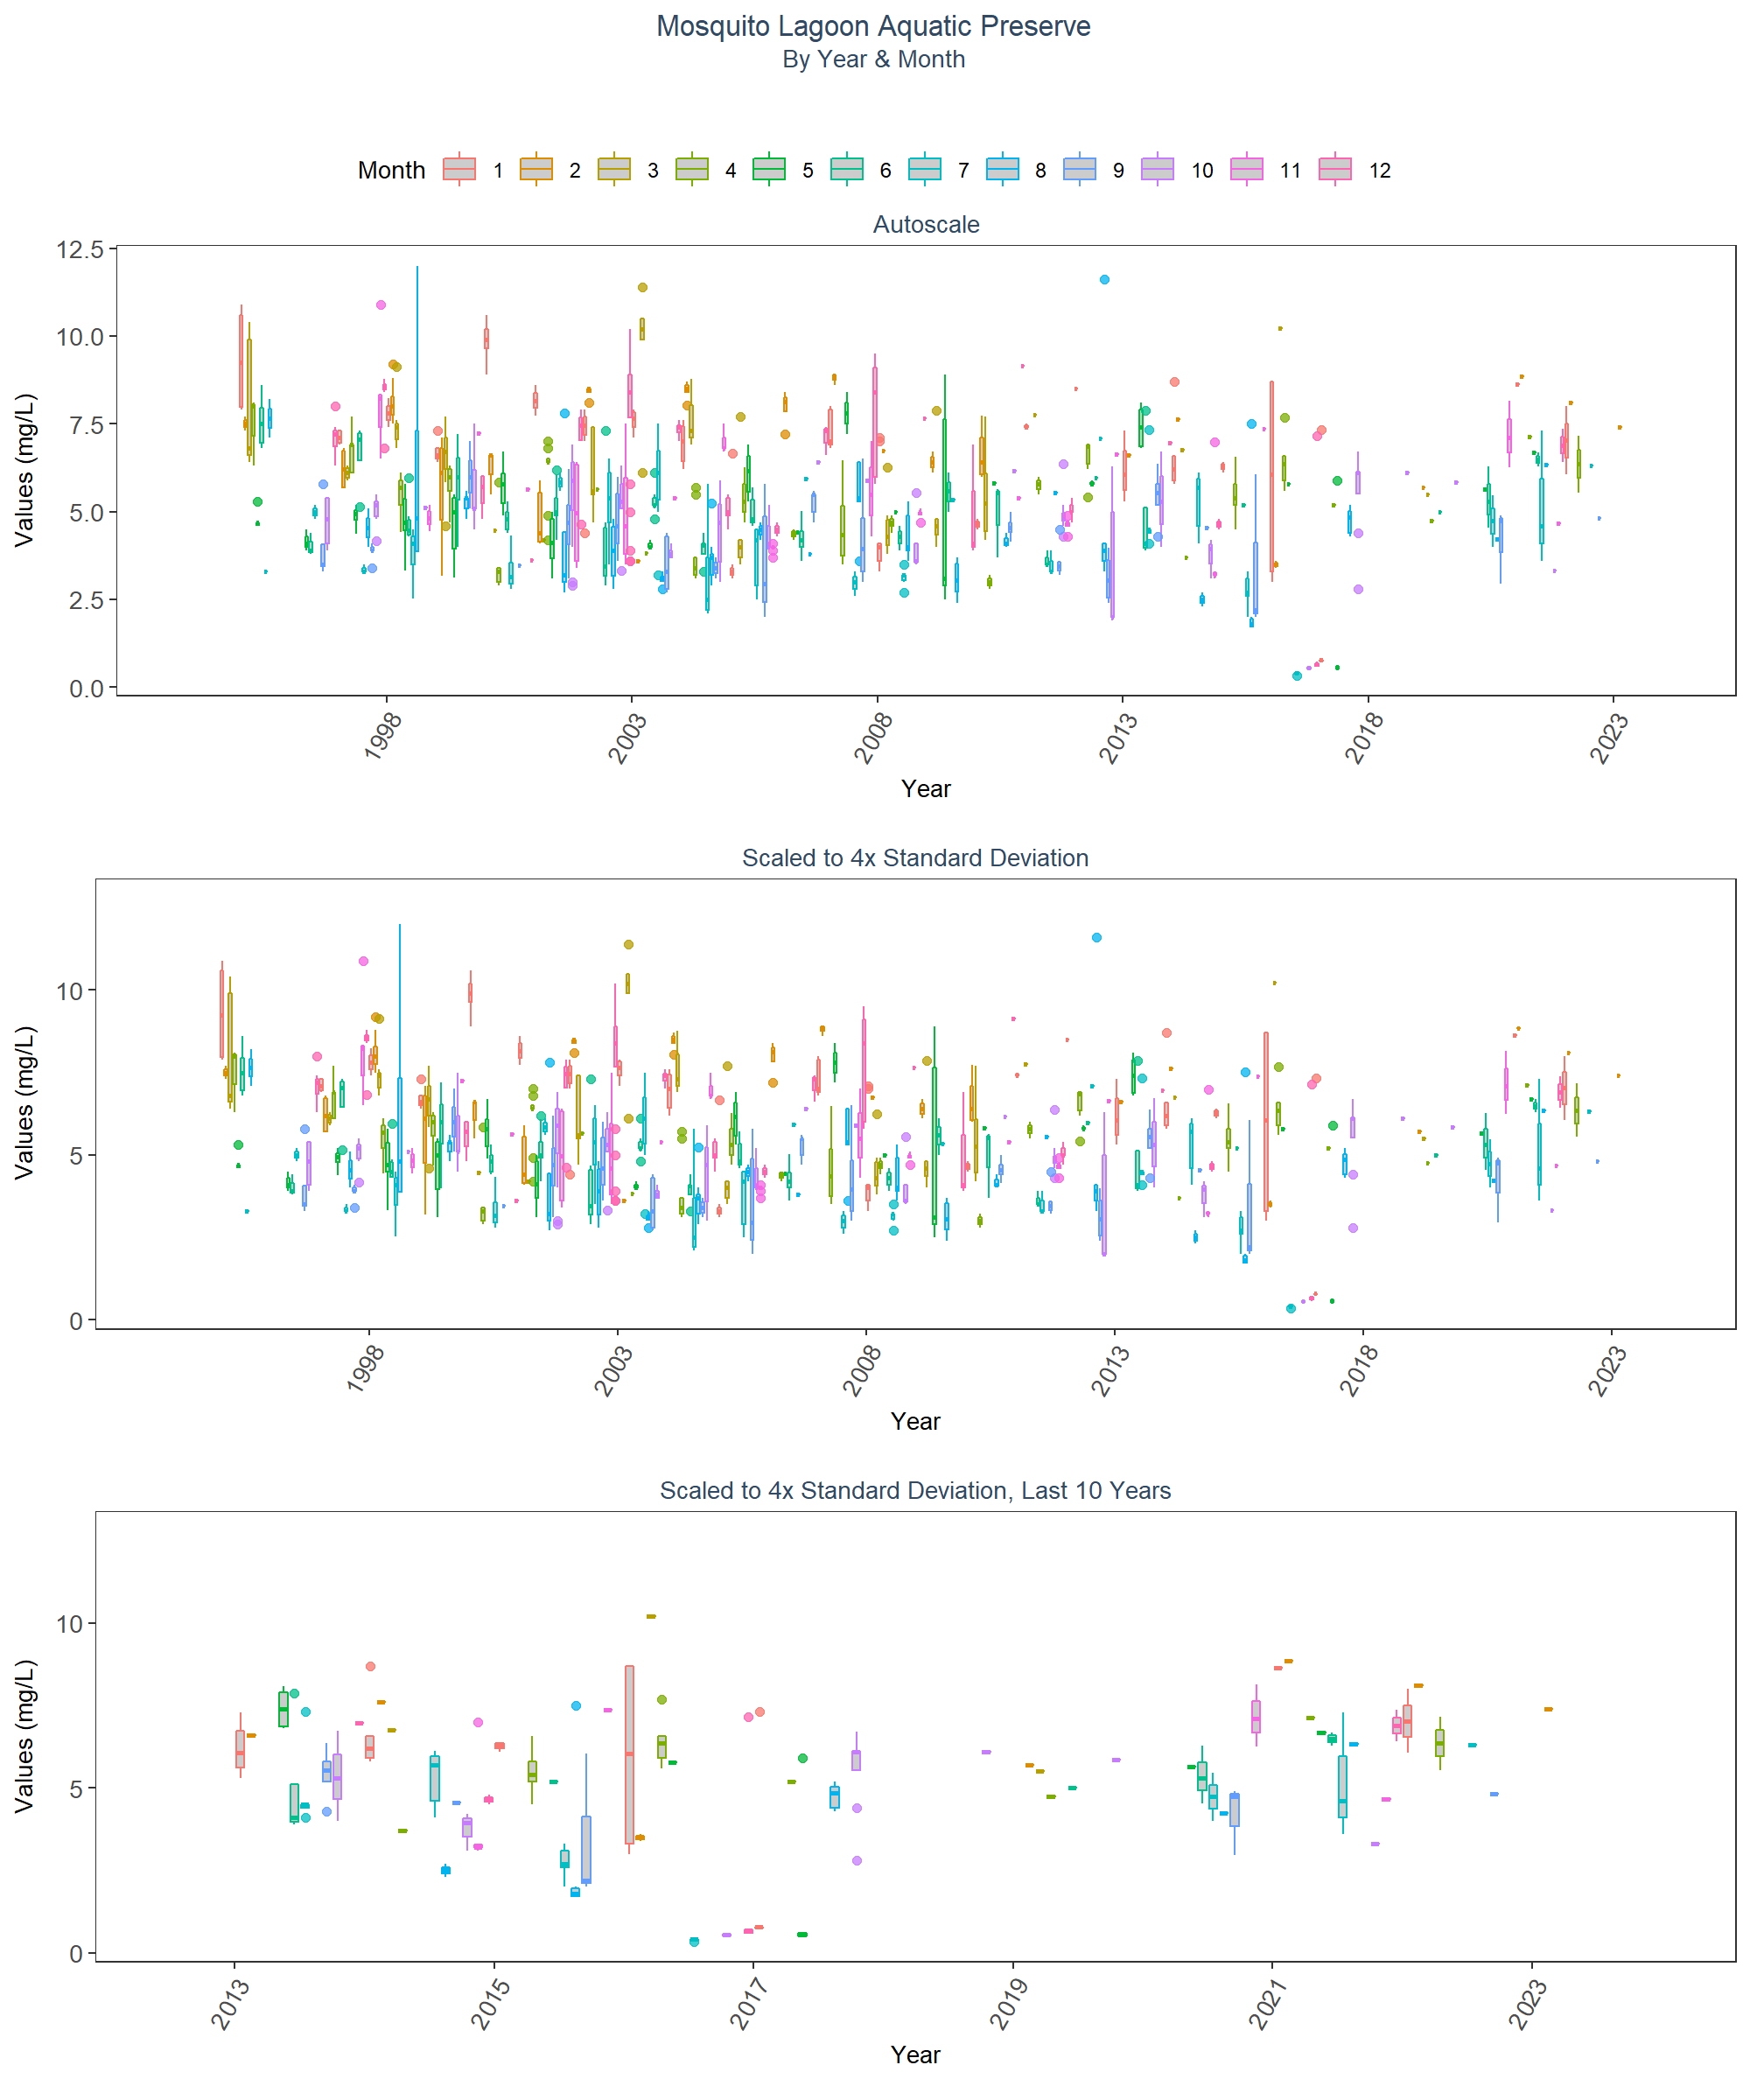 Mosquito Lagoon Aquatic Preserve
By Year & Month
Month 1 2 3 4 5 6 7 8 9 10 11 12
Autoscale
12.5
10.0
7.5
5.0
2.5
0.0
Values (mg/L)
1998 2003 2008 2013 2018 2023
Year
Scaled to 4x Standard Deviation
10
5
0
Values (mg/L)
1998 2003 2008 2013 2018 2023
Year
Scaled to 4x Standard Deviation, Last 10 Years
10
5
0
Values (mg/L)
2013 2015 2017 2019 2021 2023
Year